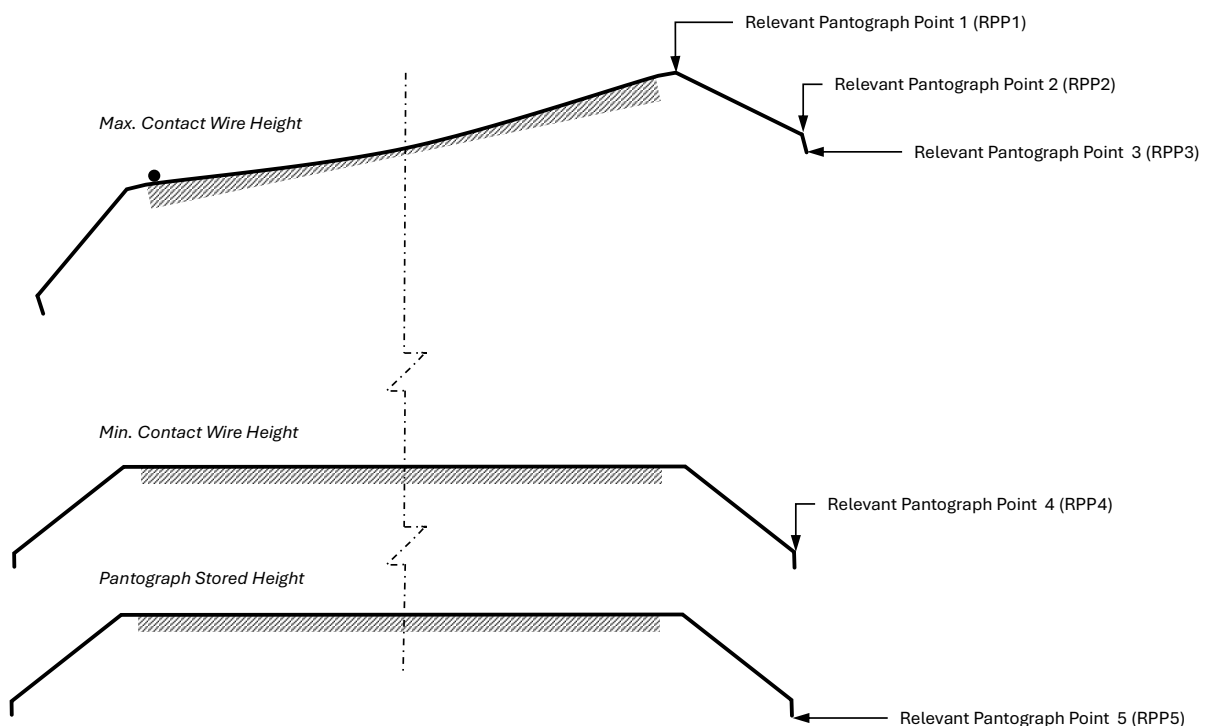 Relevant Pantograph Point 1 (RPP1)
Relevant Pantograph Point 2 (RPP2)
Max. Contact Wire Height
Relevant Pantograph Point 3 (RPP3)
Min. Contact Wire Height
Relevant Pantograph Point 4 (RPP4)
Pantograph Stored Height
Relevant Pantograph Point 5 (RPP5)